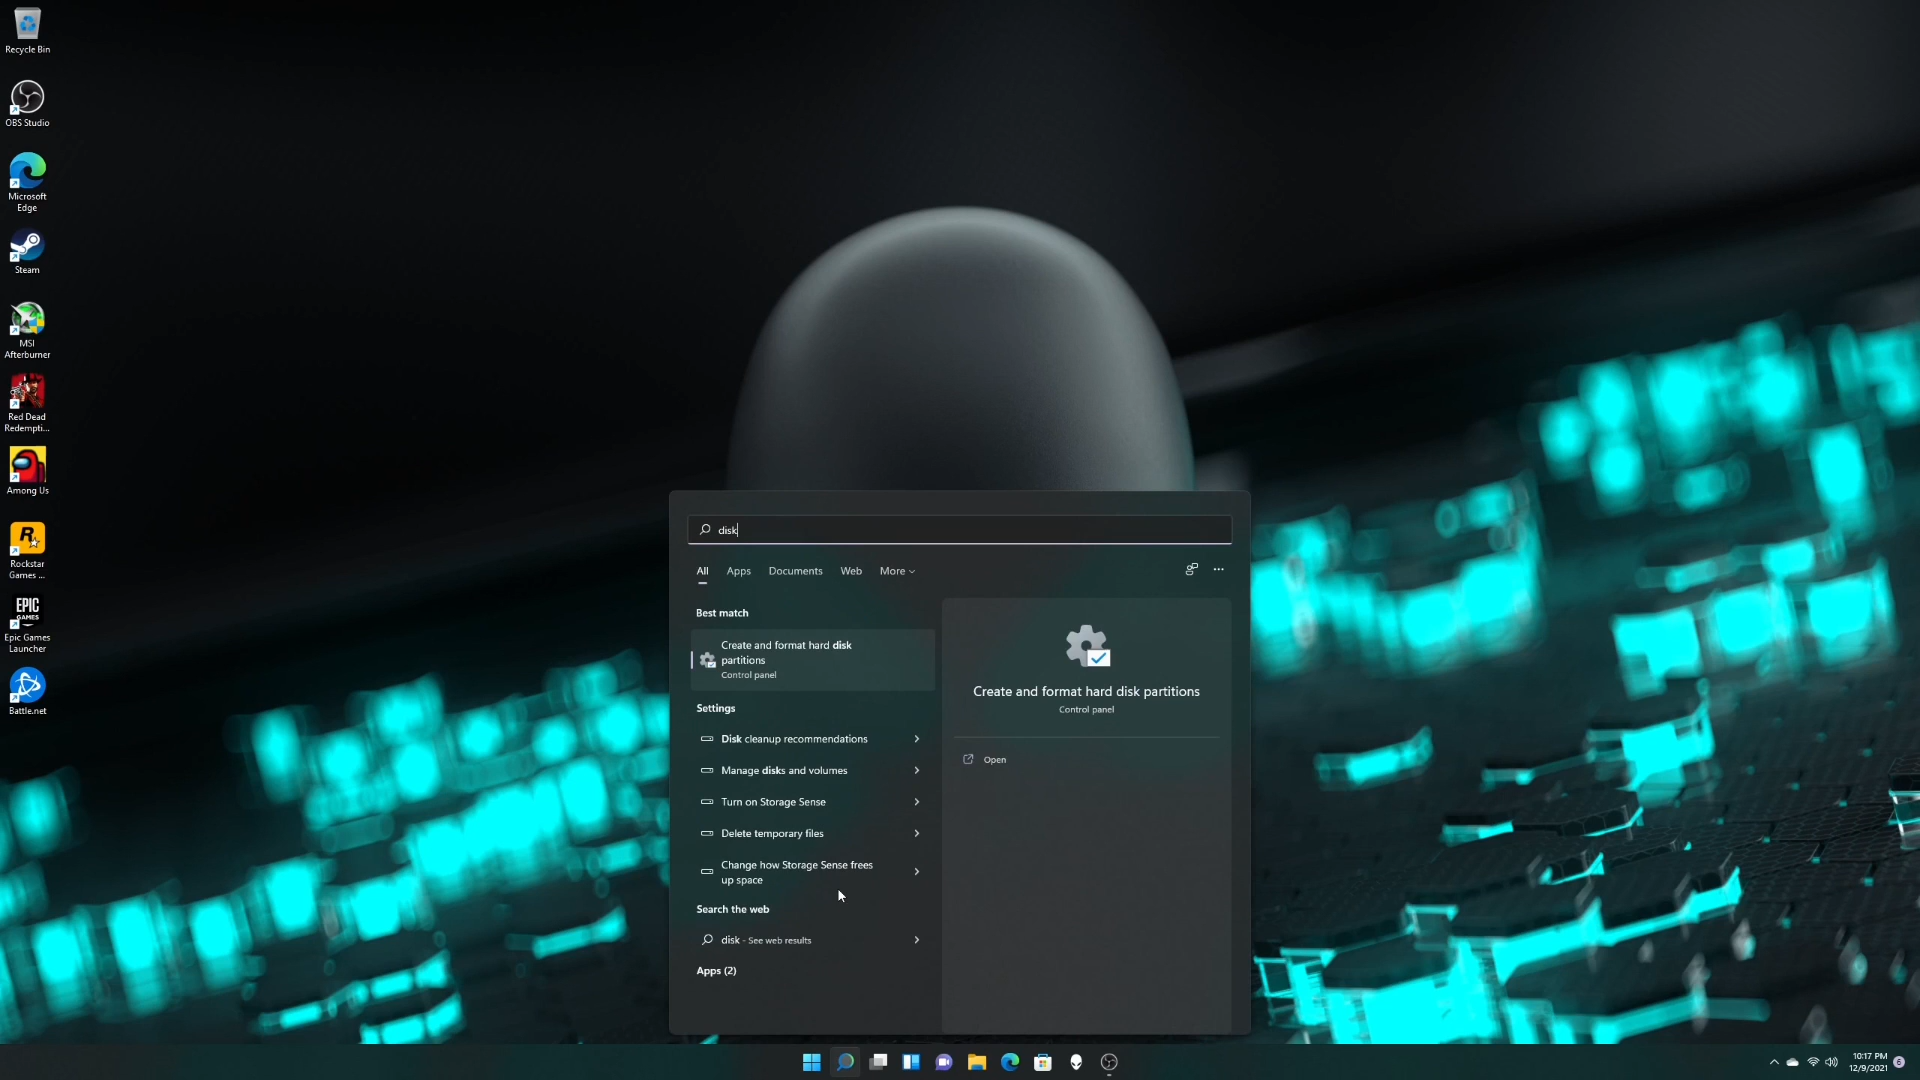 Recycle Bin
OBS Studio
Microsoft
Edge
Steam
MSI
Afterburner
Red Dead
Redempti...
Among Us
Rockstar
Games ...
EPIC
GAMES
Epic Games
Launcher
Battle.net
disk
All Apps Documents Web More
Best match
Create and format hard disk
partitions
Control panel
Settings
Disk cleanup recommendations
Manage disks and volumes
Turn on Storage Sense
Delete temporary files
Change how Storage Sense frees
up space
Search the web
disk - See web results
Apps (2)
Create and format hard disk partitions
Control panel
Open
10:17 PM
12/9/2021
6